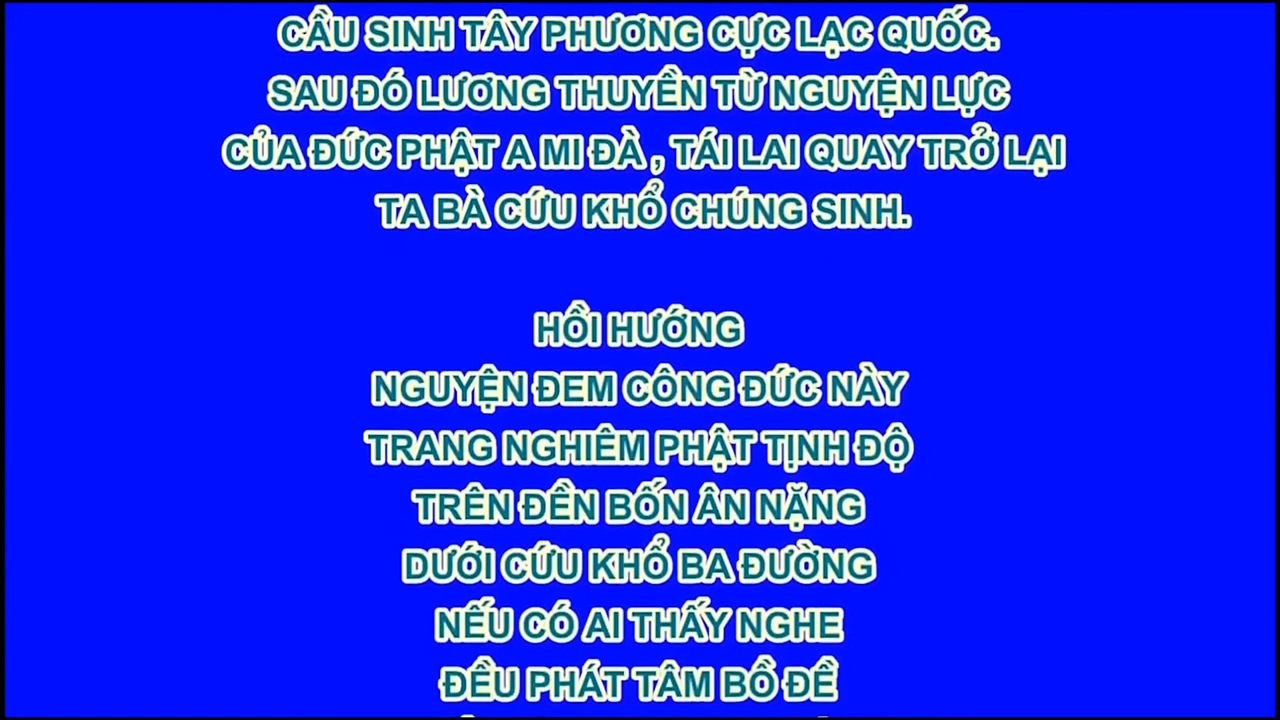 CẦU SINH TÂY PHƯƠNG CỰC LẠC QUỐC.
SAU ĐÓ LƯƠNG THUYỀN TỪ NGUYỆN LỰC
CỦA ĐỨC PHẬT A MI ĐÀ , TÁI LAI QUAY TRỞ LẠI
TA BÀ CỨU KHỔ CHÚNG SINH.
HỒI HƯỚNG
NGUYỆN ĐEM CÔNG ĐỨC NÀY
TRANG NGHIÊM PHẬT TỊNH ĐỘ
TRÊN ĐỀN BỐN ÂN NẶNG
DƯỚI CỨU KHỔ BA ĐƯỜNG
NẾU CÓ AI THẤY NGHE
ĐỀU PHÁT TÂM BỒ ĐỀ